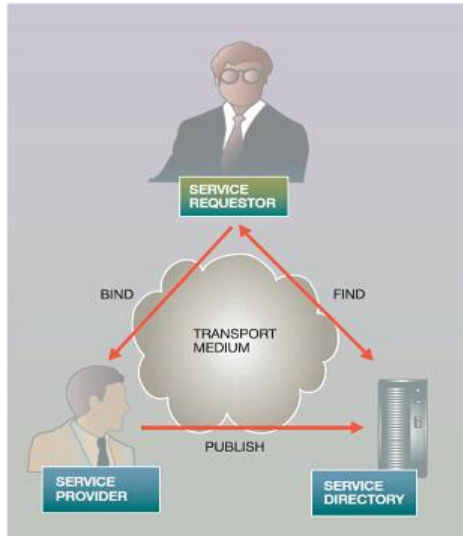 SERVICE
REQUESTOR
BIND
FIND
TRANSPORT
MEDIUM
PUBLISH
SERVICE
PROVIDER
SERVICE
DIRECTORY